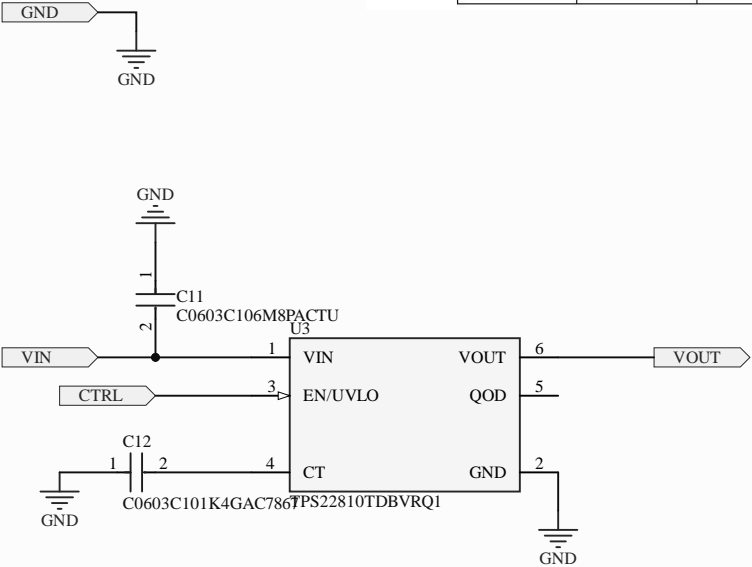 GND
GND
GND
1
C11
C0603C106M8PACTU
2
U3
VIN
1
VIN
VOUT
6
VOUT
CTRL
3
EN/UVLO
QOD
5
C12
1
2
4
CT
GND
2
C0603C101K4GAC7867
TPS22810TDBVRQ1
GND
GND